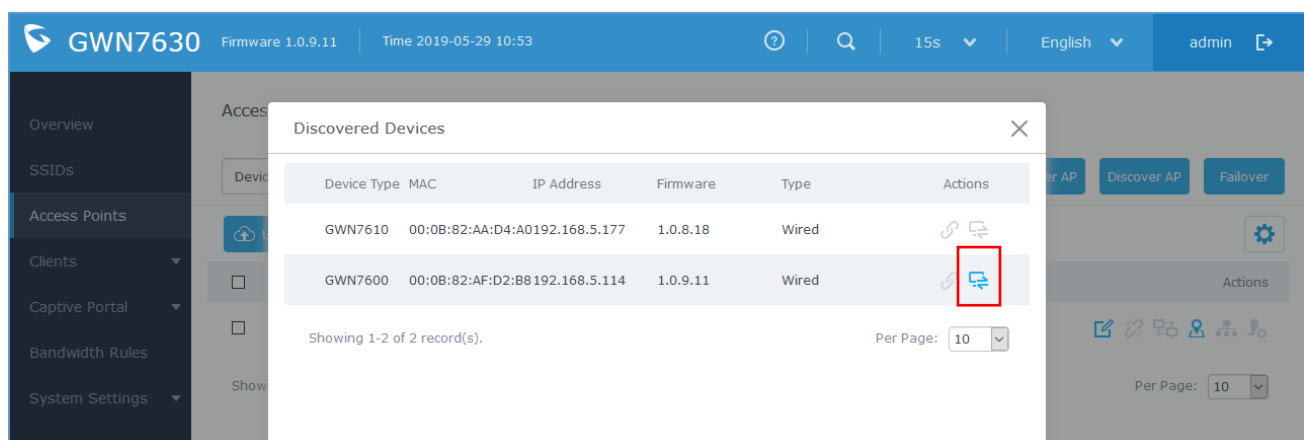 GWN7630 Firmware 1.0.9.11 Time 2019-05-29 10:53 15s English admin
Overview
SSIDs
Access Points
Clients
Captive Portal
Bandwidth Rules
System Settings
Acces
Devic er AP Discover AP Failover
U
Actions
Show Per Page: 10
Discovered Devices
Device Type MAC IP Address Firmware Type Actions
GWN7610 00:0B:82:AA:D4:A0192.168.5.177 1.0.8.18 Wired
GWN7600 00:0B:82:AF:D2:B8192.168.5.114 1.0.9.11 Wired
Showing 1-2 of 2 record(s). Per Page: 10